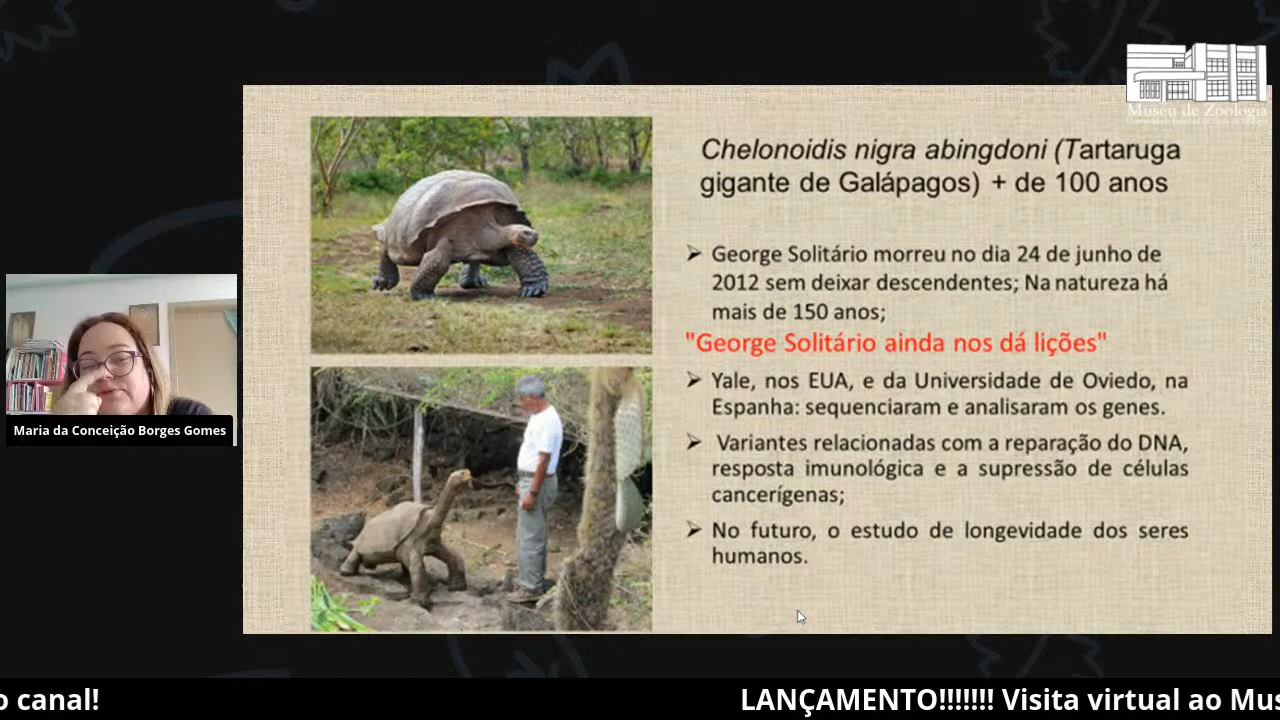 Museu de Zoologia
Chelonoidis nigra abingdoni (Tartaruga
gigante de Galápagos) + de 100 anos
➢ George Solitário morreu no dia 24 de junho de
2012 sem deixar descendentes; Na natureza há
mais de 150 anos;
"George Solitário ainda nos dá lições"
➢ Yale, nos EUA, e da Universidade de Oviedo, na
Espanha: sequenciaram e analisaram os genes.
➢ Variantes relacionadas com a reparação do DNA,
resposta imunológica e a supressão de células
cancerígenas;
➢ No futuro, o estudo de longevidade dos seres
humanos.
Maria da Conceição Borges Gomes
o canal! LANÇAMENTO!!!!!!! Visita virtual ao Mus